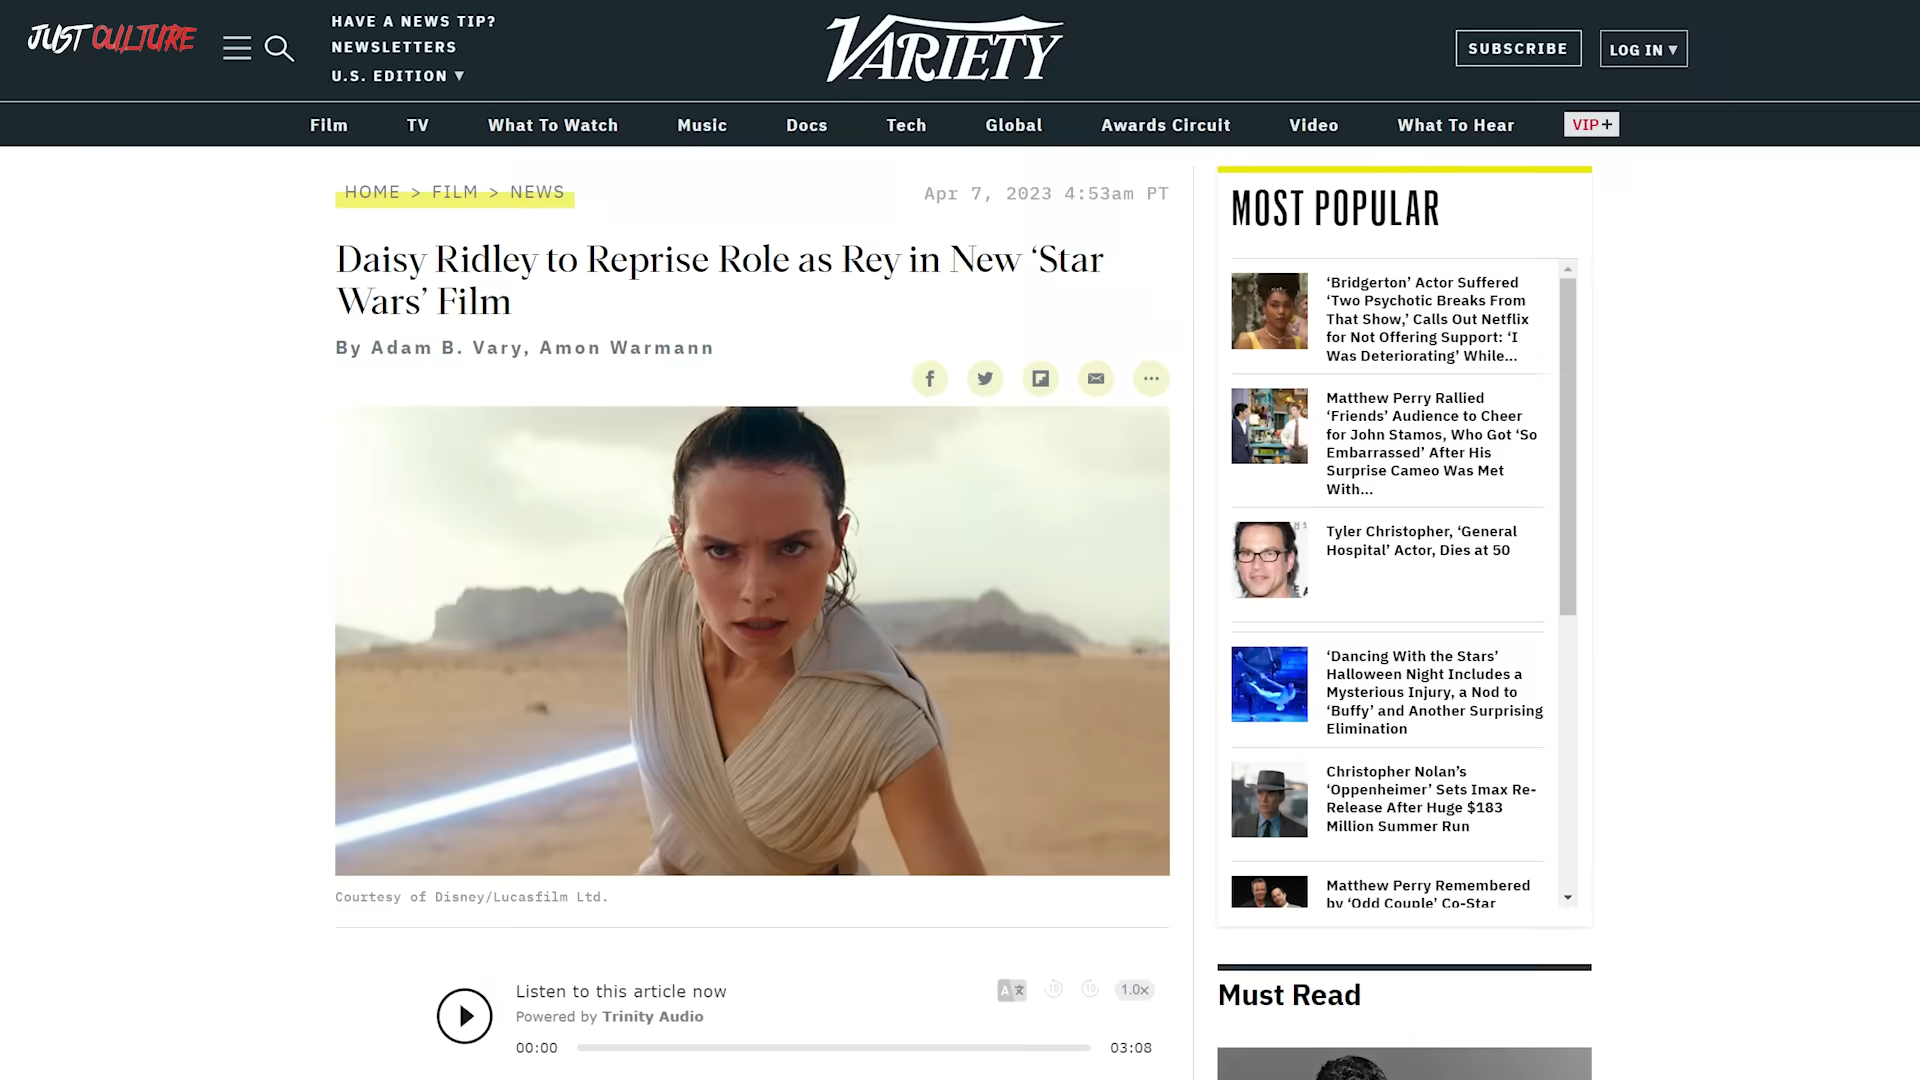 JUST CULTURE
HAVE A NEWS TIP?
NEWSLETTERS
U.S. EDITION ▼
VARIETY
SUBSCRIBE
LOG IN ▼
Film TV What To Watch Music Docs Tech Global Awards Circuit Video What To Hear VIP+
HOME > FILM > NEWS
Apr 7, 2023 4:53am PT
Daisy Ridley to Reprise Role as Rey in New ‘Star
Wars’ Film
By Adam B. Vary, Amon Warmann
Courtesy of Disney/Lucasfilm Ltd.
Listen to this article now
Powered by Trinity Audio
A
10
10
1.0x
00:00
03:08
MOST POPULAR
‘Bridgerton’ Actor Suffered
‘Two Psychotic Breaks From
That Show,’ Calls Out Netflix
for Not Offering Support: ‘I
Was Deteriorating’ While...
Matthew Perry Rallied
‘Friends’ Audience to Cheer
for John Stamos, Who Got ‘So
Embarrassed’ After His
Surprise Cameo Was Met
With...
Tyler Christopher, ‘General
Hospital’ Actor, Dies at 50
‘Dancing With the Stars’
Halloween Night Includes a
Mysterious Injury, a Nod to
‘Buffy’ and Another Surprising
Elimination
Christopher Nolan’s
‘Oppenheimer’ Sets Imax Re-
Release After Huge $183
Million Summer Run
Matthew Perry Remembered
by ‘Odd Couple’ Co-Star
Must Read